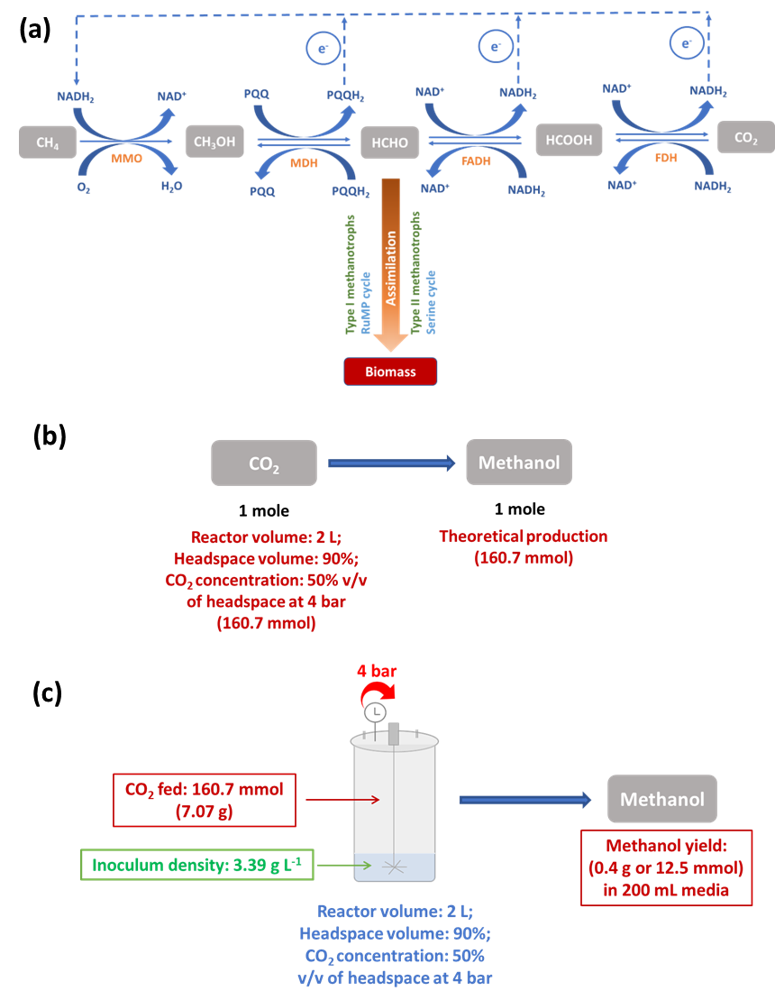 (a)
e-
e-
e-
NADH2
NAD+
PQQ
PQQH2
NAD+
NADH2
NAD+
NADH2
CH4
CH3OH
HCHO
HCOOH
CO2
MMO
MDH
FADH
FDH
O2
H2O
PQQ
PQQH2
NAD+
NADH2
NAD+
NADH2
Type I methanotrophs
RuMP cycle
Assimilation
Type II methanotrophs
Serine cycle
Biomass
(b)
CO2
Methanol
1 mole
1 mole
Reactor volume: 2 L;
Headspace volume: 90%;
CO2 concentration: 50% v/v
of headspace at 4 bar
(160.7 mmol)
Theoretical production
(160.7 mmol)
(c)
4 bar
CO2 fed: 160.7 mmol
(7.07 g)
Inoculum density: 3.39 g L-1
Methanol
Methanol yield:
(0.4 g or 12.5 mmol)
in 200 mL media
Reactor volume: 2 L;
Headspace volume: 90%;
CO2 concentration: 50%
v/v of headspace at 4 bar